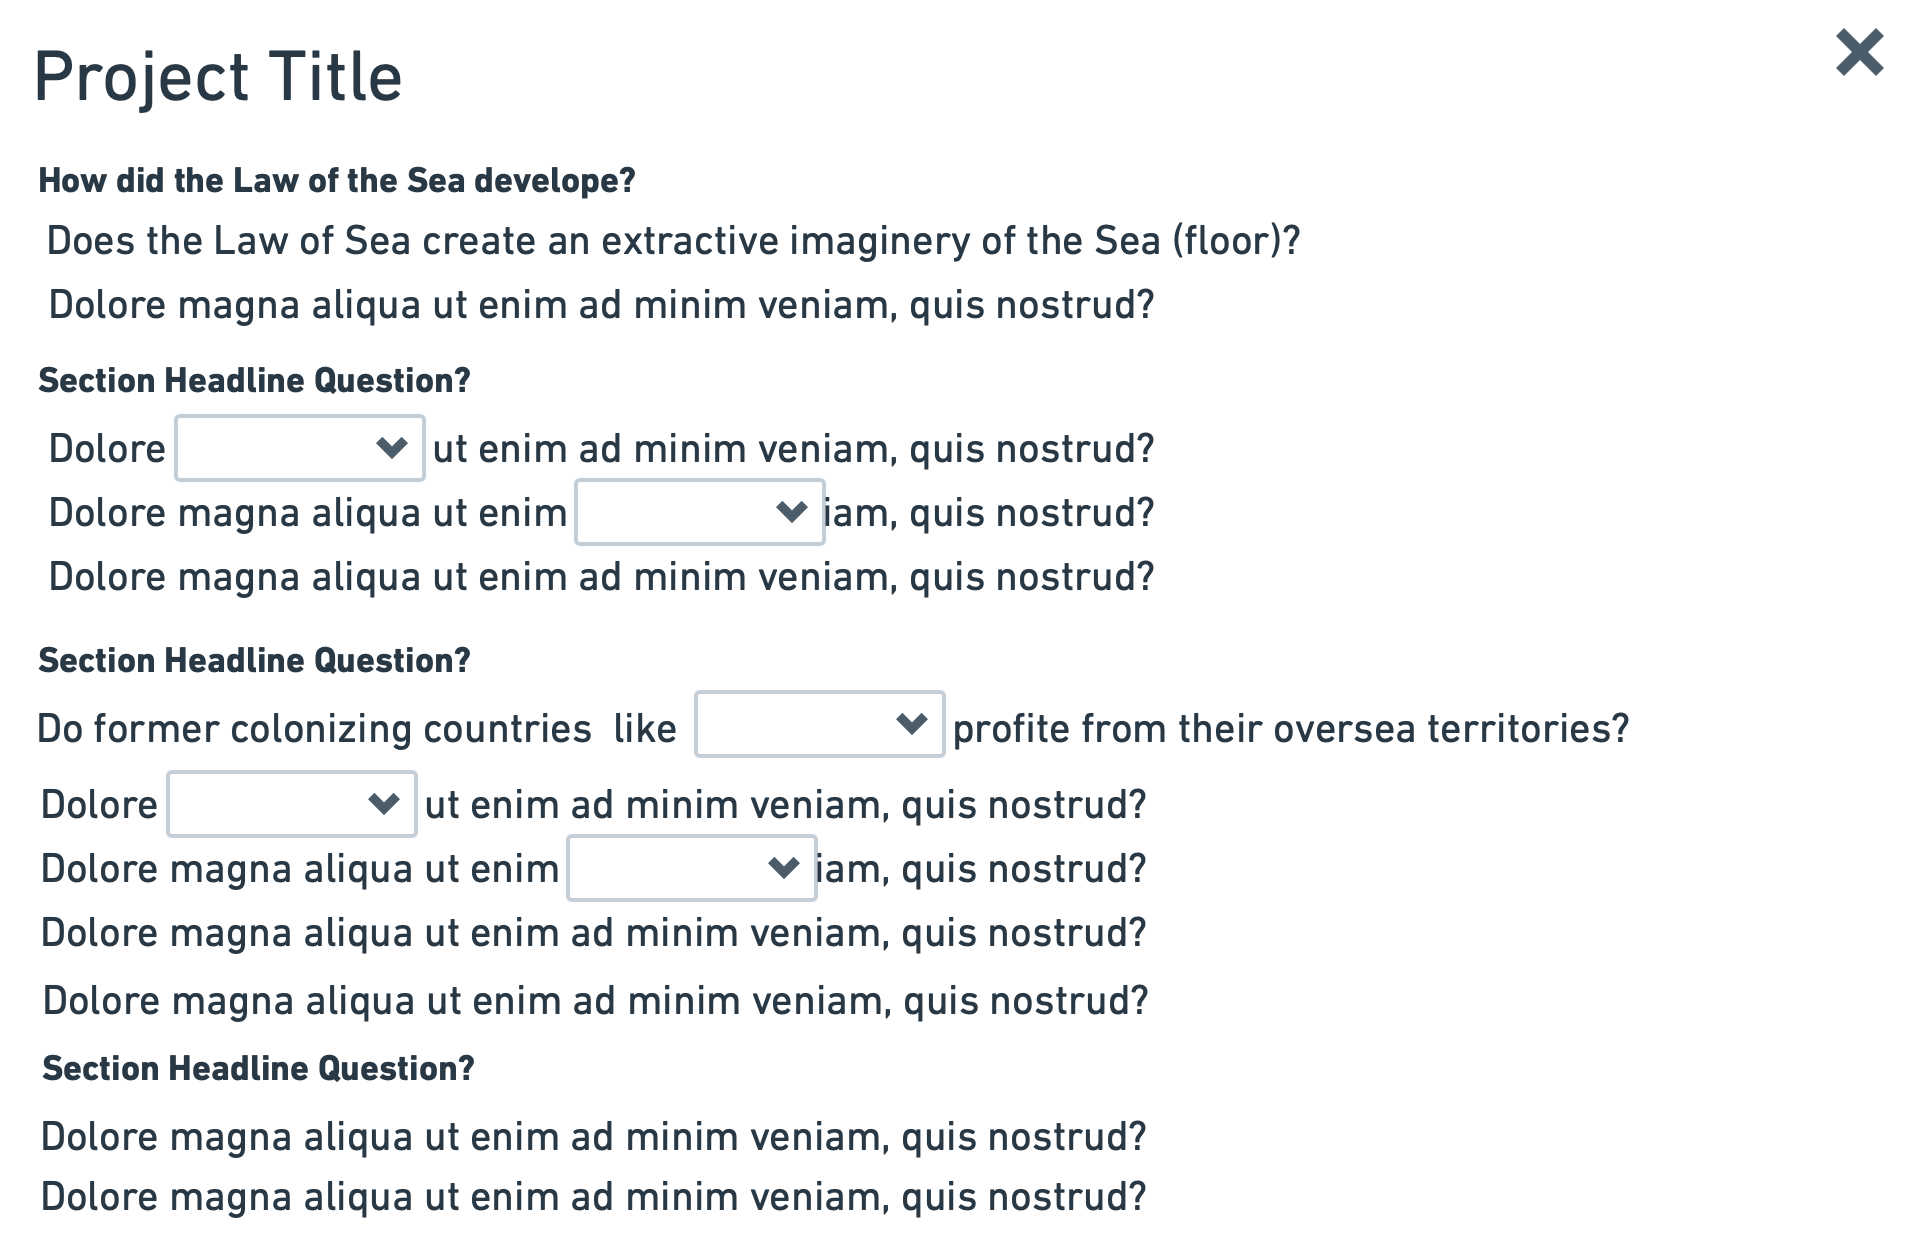 Project Title
How did the Law of the Sea develope?
Does the Law of Sea create an extractive imaginery of the Sea (floor)?
Dolore magna aliqua ut enim ad minim veniam, quis nostrud?
Section Headline Question?
Dolore ut enim ad minim veniam, quis nostrud?
Dolore magna aliqua ut enim iam, quis nostrud?
Dolore magna aliqua ut enim ad minim veniam, quis nostrud?
Section Headline Question?
Do former colonizing countries like profite from their oversea territories?
Dolore ut enim ad minim veniam, quis nostrud?
Dolore magna aliqua ut enim iam, quis nostrud?
Dolore magna aliqua ut enim ad minim veniam, quis nostrud?
Dolore magna aliqua ut enim ad minim veniam, quis nostrud?
Section Headline Question?
Dolore magna aliqua ut enim ad minim veniam, quis nostrud?
Dolore magna aliqua ut enim ad minim veniam, quis nostrud?